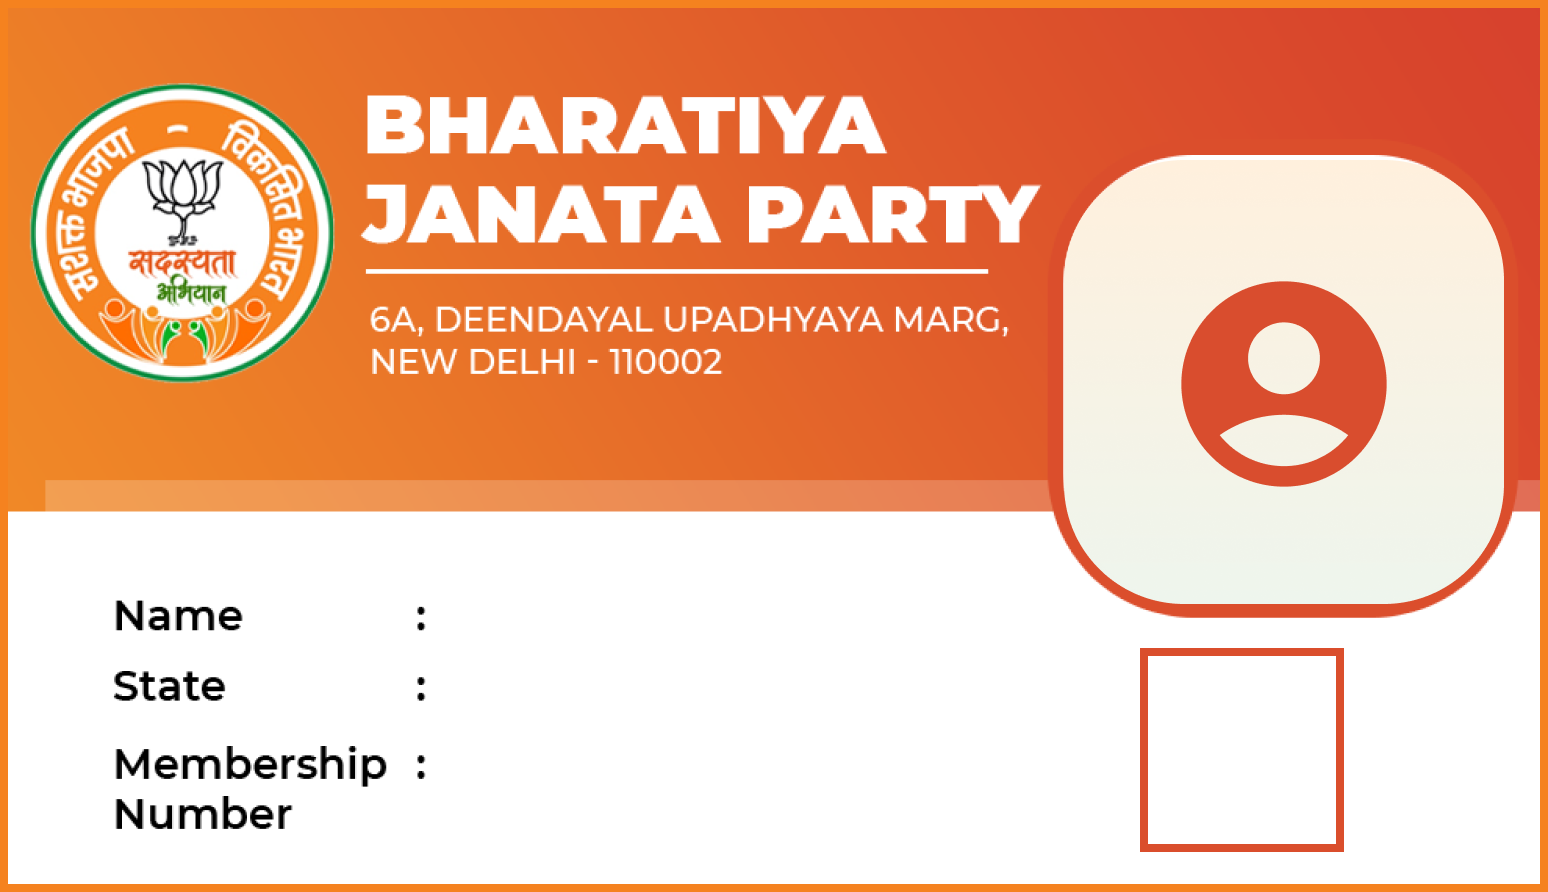 सशक्त भाजपा - विकसित भारत
सदस्यता
अभियान
BHARATIYA
JANATA PARTY
6A, DEENDAYAL UPADHYAYA MARG,
NEW DELHI - 110002
Name :
State :
Membership :
Number